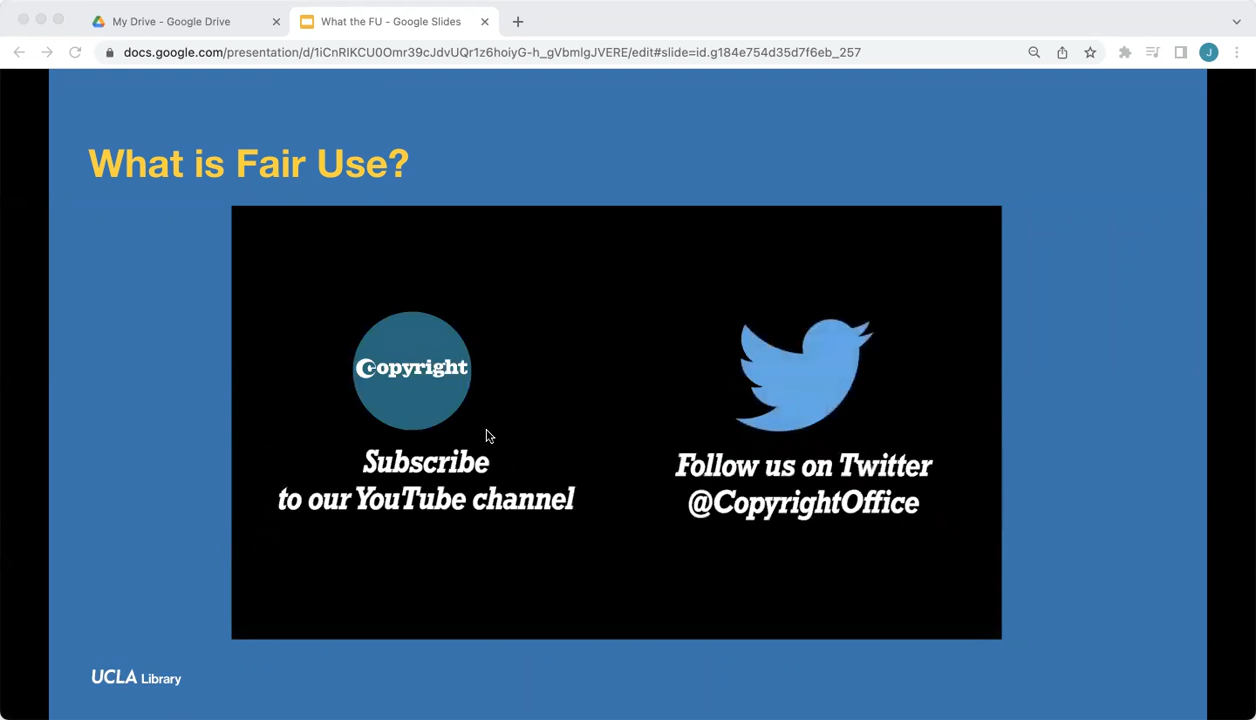 My Drive - Google Drive
What the FU - Google Slides
docs.google.com/presentation/d/1iCnRIKCU0Omr39cJdvUQr1z6hoiyG-h_gVbmlgJVERE/edit#slide=id.g184e754d35d7f6eb_257
J
What is Fair Use?
Copyright
Subscribe
to our YouTube channel
Follow us on Twitter
@CopyrightOffice
UCLA Library